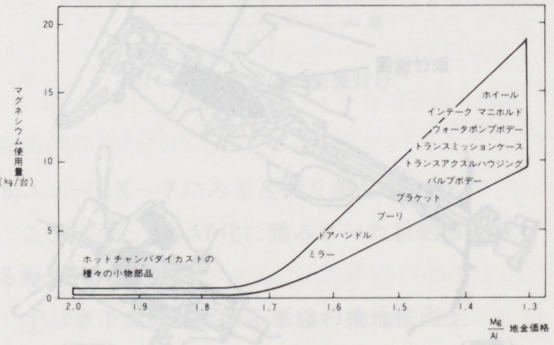 20
15
10
5
0
マグネシウム使用量
(kg/台)
ホイール
インテーク マニホルド
ウォータポンプボデー
トランスミッションケース
トランスアクスルハウジング
バルブボデー
ブラケット
プーリ
ドアハンドル
ミラー
ホットチャンバダイカストの
種々の小物部品
2.0 1.9 1.8 1.7 1.6 1.5 1.4 1.3
Mg
Al 地金価格